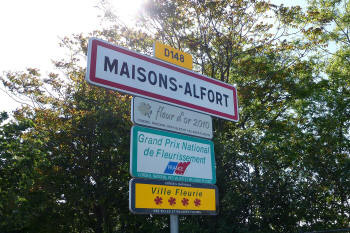 D148
MAISONS-ALFORT
fleur d'or 2010
Grand Prix National
de Fleurissement
Ville Fleurie